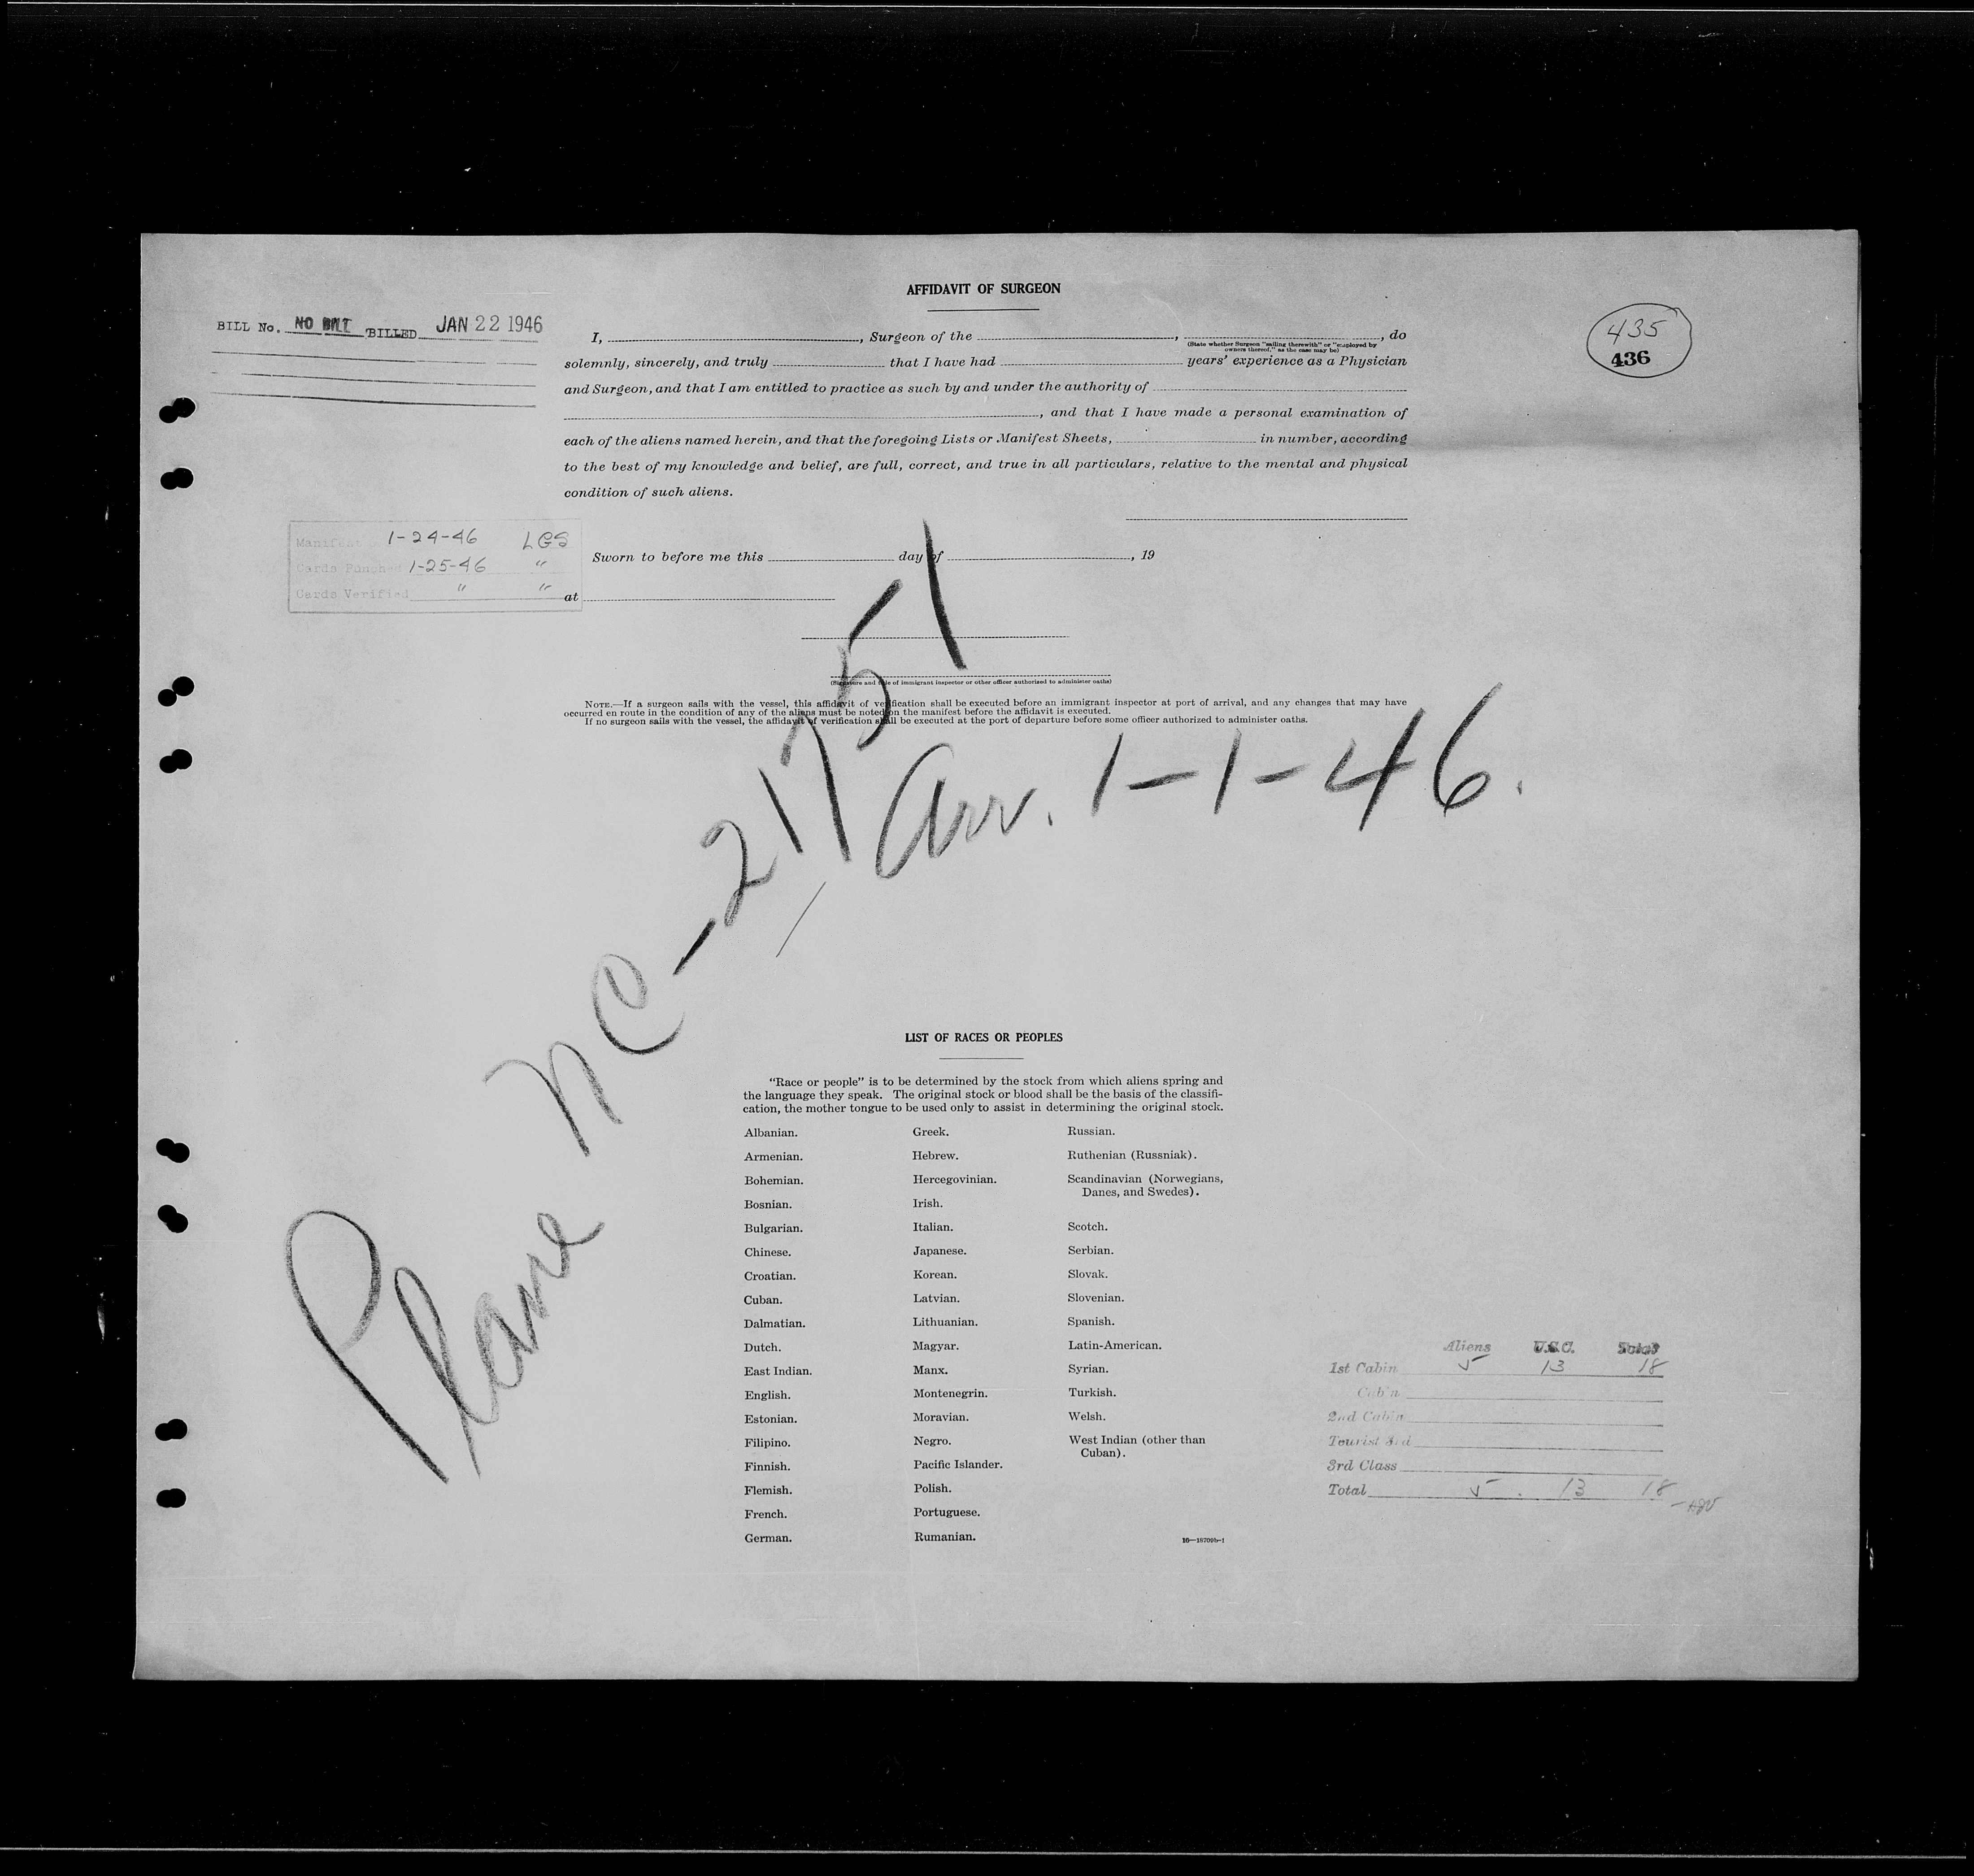 AFFIDAVIT OF SURGEON
BILL No. NO BILL BILLED JAN 22 1946
435
436
I, , Surgeon of the , , do
(State whether Surgeon "sailing therewith" or "employed by
owners thereof," as the case may be)
solemnly, sincerely, and truly that I have had years' experience as a Physician
and Surgeon, and that I am entitled to practice as such by and under the authority of
, and that I have made a personal examination of
each of the aliens named herein, and that the foregoing Lists or Manifest Sheets, in number, according
to the best of my knowledge and belief, are full, correct, and true in all particulars, relative to the mental and physical
condition of such aliens.
Manifest 1-24-46 LGS
Cards Punched 1-25-46 "
Cards Verified " "
Sworn to before me this day of , 19
at
(Signature and title of immigrant inspector or other officer authorized to administer oaths)
NOTE.—If a surgeon sails with the vessel, this affidavit of verification shall be executed before an immigrant inspector at port of arrival, and any changes that may have
occurred en route in the condition of any of the aliens must be noted on the manifest before the affidavit is executed.
If no surgeon sails with the vessel, the affidavit of verification shall be executed at the port of departure before some officer authorized to administer oaths.
Plane NC-21751
Arr. 1-1-46.
LIST OF RACES OR PEOPLES
"Race or people" is to be determined by the stock from which aliens spring and
the language they speak. The original stock or blood shall be the basis of the classifi-
cation, the mother tongue to be used only to assist in determining the original stock.
Albanian.
Armenian.
Bohemian.
Bosnian.
Bulgarian.
Chinese.
Croatian.
Cuban.
Dalmatian.
Dutch.
East Indian.
English.
Estonian.
Filipino.
Finnish.
Flemish.
French.
German.
Greek.
Hebrew.
Hercegovinian.
Irish.
Italian.
Japanese.
Korean.
Latvian.
Lithuanian.
Magyar.
Manx.
Montenegrin.
Moravian.
Negro.
Pacific Islander.
Polish.
Portuguese.
Rumanian.
Russian.
Ruthenian (Russniak).
Scandinavian (Norwegians,
Danes, and Swedes).
Scotch.
Serbian.
Slovak.
Slovenian.
Spanish.
Latin-American.
Syrian.
Turkish.
Welsh.
West Indian (other than
Cuban).
Aliens U.S.C. Total
1st Cabin 5 13 18
Cabin
2nd Cabin
Tourist 3rd
3rd Class
Total 5 13 18